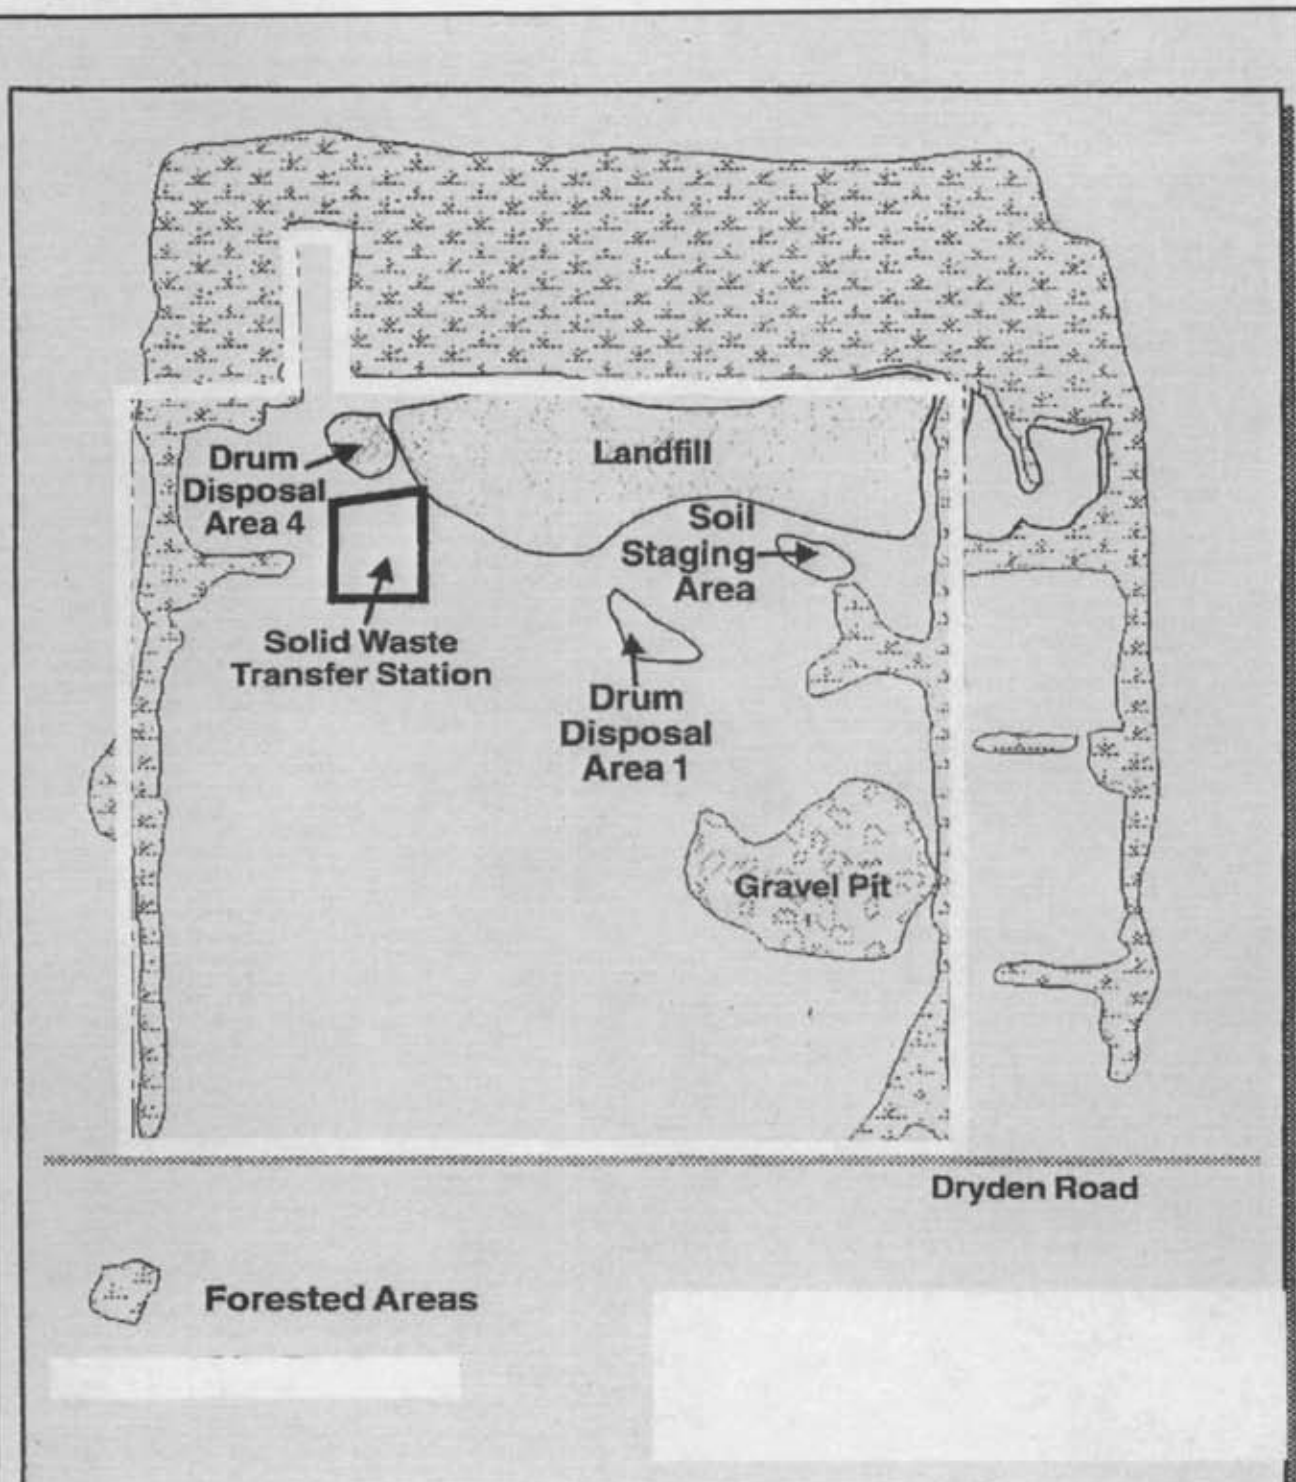 Landfill
Drum
Disposal
Area 4
Soil
Staging
Area
Solid Waste
Transfer Station
Drum
Disposal
Area 1
Gravel Pit
Dryden Road
Forested Areas